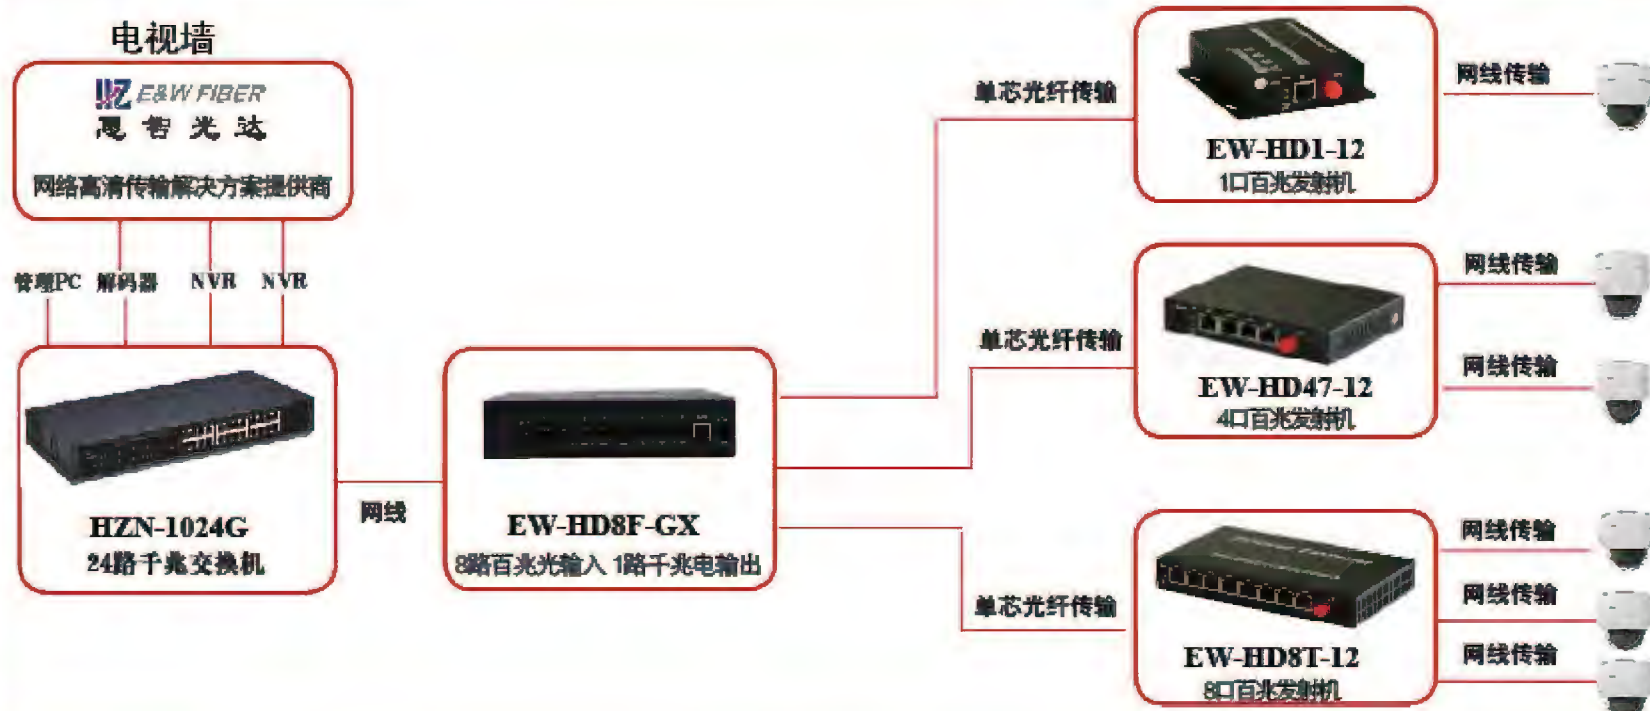 电视墙
E&W FIBER
恩智光达
网络高清传输解决方案提供商
管理PC
解码器
NVR
NVR
HZN-1024G
24路千兆交换机
网线
EW-HD8F-GX
8路百兆光输入 1路千兆电输出
单芯光纤传输
EW-HD1-12
1口百兆发射机
网线传输
单芯光纤传输
EW-HD47-12
4口百兆发射机
网线传输
网线传输
单芯光纤传输
EW-HD8T-12
8口百兆发射机
网线传输
网线传输
网线传输